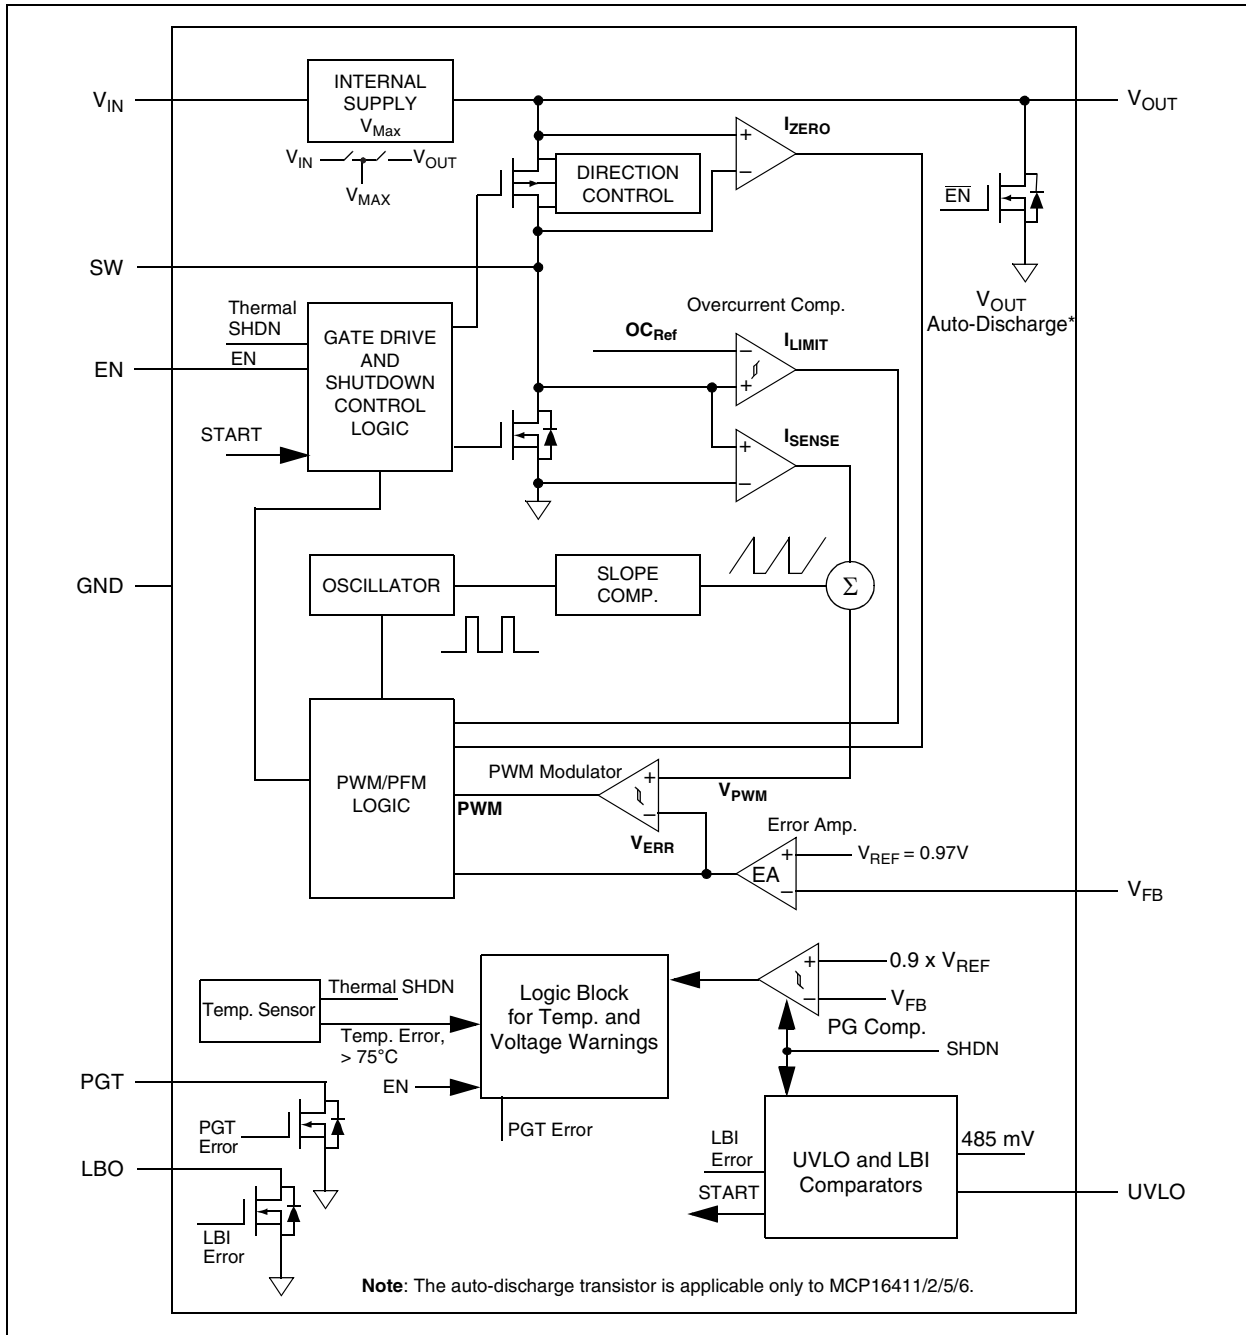 INTERNAL
SUPPLY
VMax
VIN
VOUT
VIN
VOUT
VMAX
IZERO
+
−
DIRECTION
CONTROL
EN
VOUT
Auto-Discharge*
SW
Thermal
SHDN
EN
EN
START
GATE DRIVE
AND
SHUTDOWN
CONTROL
LOGIC
Overcurrent Comp.
OCRef
ILIMIT
−
+
ISENSE
+
−
GND
OSCILLATOR
SLOPE
COMP.
Σ
PWM/PFM
LOGIC
PWM Modulator
PWM
+
−
VPWM
VERR
Error Amp.
EA
+
−
VREF = 0.97V
VFB
Temp. Sensor
Thermal SHDN
Temp. Error,
> 75°C
EN
Logic Block
for Temp. and
Voltage Warnings
PGT Error
+
−
0.9 x VREF
VFB
PG Comp.
SHDN
PGT
PGT
Error
LBO
LBI
Error
LBI
Error
START
UVLO and LBI
Comparators
485 mV
UVLO
Note: The auto-discharge transistor is applicable only to MCP16411/2/5/6.